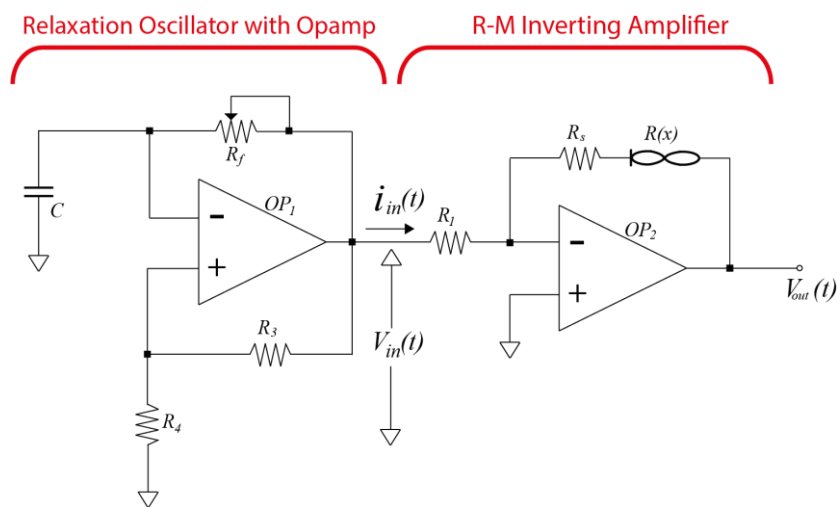 Relaxation Oscillator with Opamp
R-M Inverting Amplifier
R_f
C
OP_1
-
+
i_in(t)
R_1
R_s
R(x)
OP_2
-
+
V_out(t)
R_3
V_in(t)
R_4